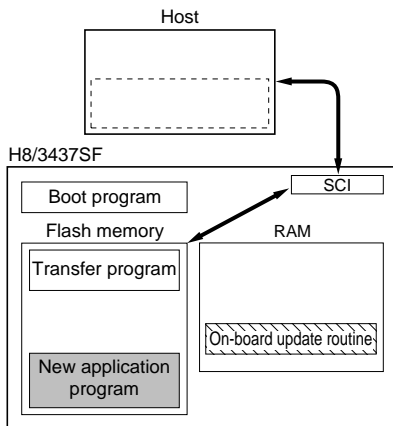 Host
H8/3437SF
SCI
Boot program
Flash memory
RAM
Transfer program
On-board update routine
New application
program